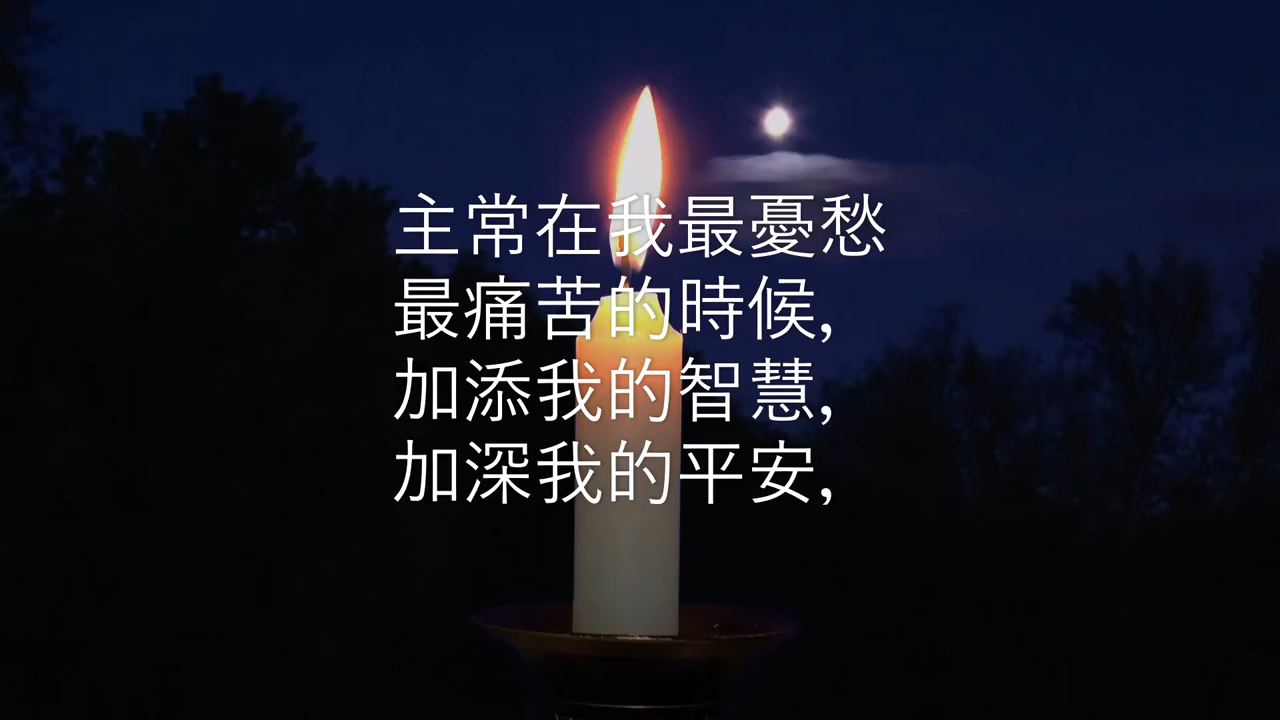 主常在我最憂愁
最痛苦的時候,
加添我的智慧,
加深我的平安,